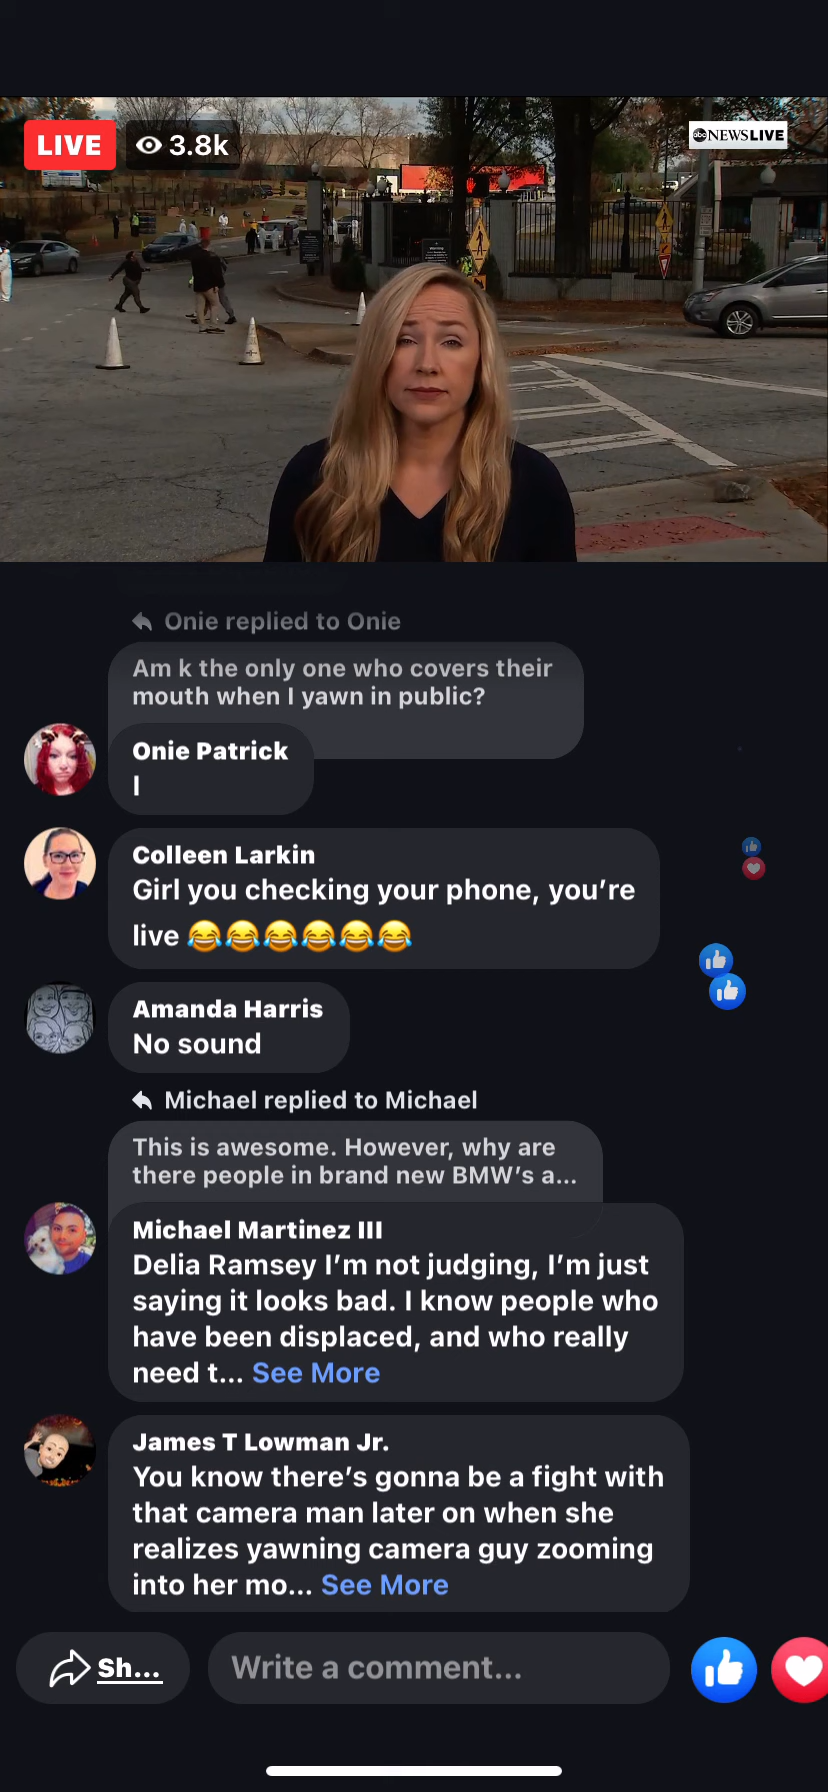 LIVE
3.8k
abc NEWS LIVE
Onie replied to Onie
Am k the only one who covers their
mouth when I yawn in public?
Onie Patrick
I
Colleen Larkin
Girl you checking your phone, you’re
live 😂😂😂😂😂😂
Amanda Harris
No sound
Michael replied to Michael
This is awesome. However, why are
there people in brand new BMW’s a...
Michael Martinez III
Delia Ramsey I’m not judging, I’m just
saying it looks bad. I know people who
have been displaced, and who really
need t... See More
James T Lowman Jr.
You know there’s gonna be a fight with
that camera man later on when she
realizes yawning camera guy zooming
into her mo... See More
Sh...
Write a comment...